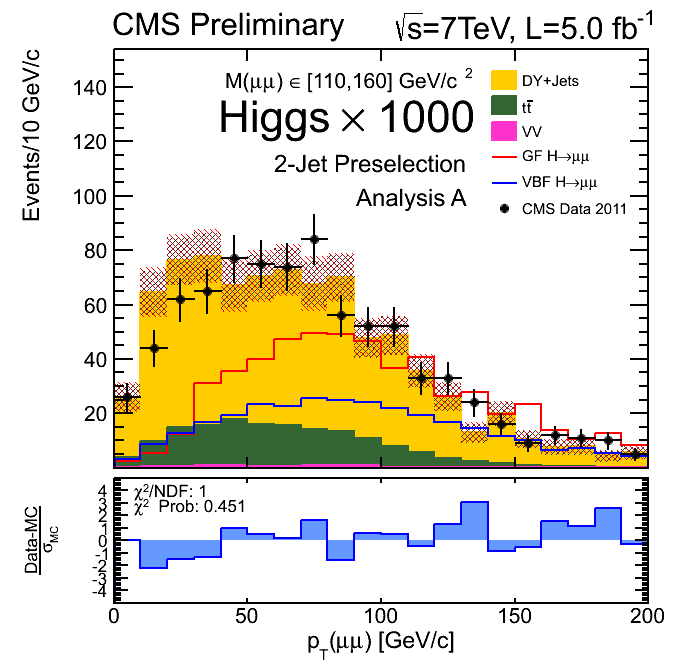 CMS Preliminary
√s=7TeV, L=5.0 fb⁻¹
Events/10 GeV/c
140
120
100
80
60
40
20
M(μμ) ∈ [110,160] GeV/c ²
Higgs × 1000
2-Jet Preselection
Analysis A
DY+Jets
tt̄
VV
GF H→μμ
VBF H→μμ
CMS Data 2011
Data-MC
σMC
4
3
2
1
0
-1
-2
-3
-4
χ²/NDF: 1
χ² Prob: 0.451
0
50
100
150
200
pT(μμ) [GeV/c]